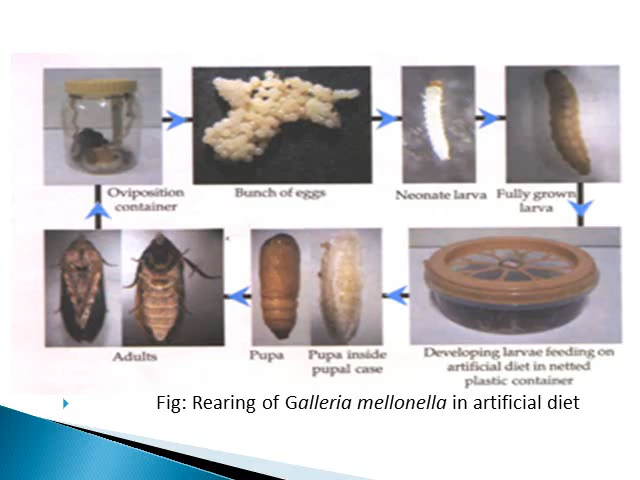 Oviposition
container
Bunch of eggs
Neonate larva
Fully grown
larva
Adults
Pupa
Pupa inside
pupal case
Developing larvae feeding on
artificial diet in netted
plastic container
Fig: Rearing of Galleria mellonella in artificial diet